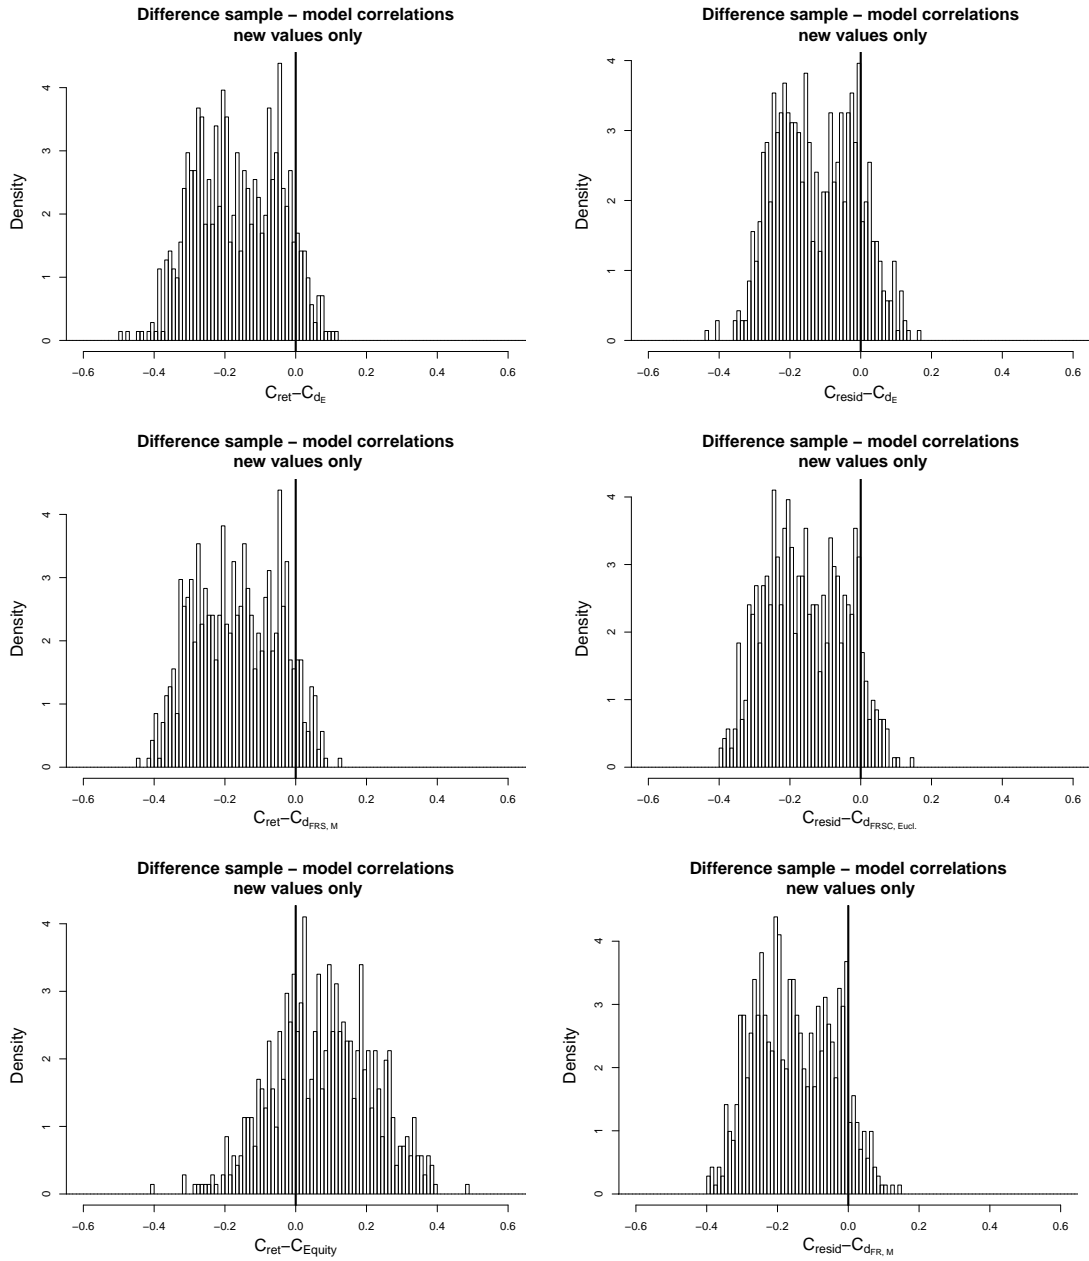 Difference sample – model correlations
new values only
Density
0 1 2 3 4
−0.6 −0.4 −0.2 0.0 0.2 0.4 0.6
C_ret−C_d_E
Difference sample – model correlations
new values only
Density
0 1 2 3 4
−0.6 −0.4 −0.2 0.0 0.2 0.4 0.6
C_resid−C_d_E
Difference sample – model correlations
new values only
Density
0 1 2 3 4
−0.6 −0.4 −0.2 0.0 0.2 0.4 0.6
C_ret−C_d_FRS, M
Difference sample – model correlations
new values only
Density
0 1 2 3 4
−0.6 −0.4 −0.2 0.0 0.2 0.4 0.6
C_resid−C_d_FRSC, Eucl.
Difference sample – model correlations
new values only
Density
0 1 2 3 4
−0.6 −0.4 −0.2 0.0 0.2 0.4 0.6
C_ret−C_Equity
Difference sample – model correlations
new values only
Density
0 1 2 3 4
−0.6 −0.4 −0.2 0.0 0.2 0.4 0.6
C_resid−C_d_FR, M